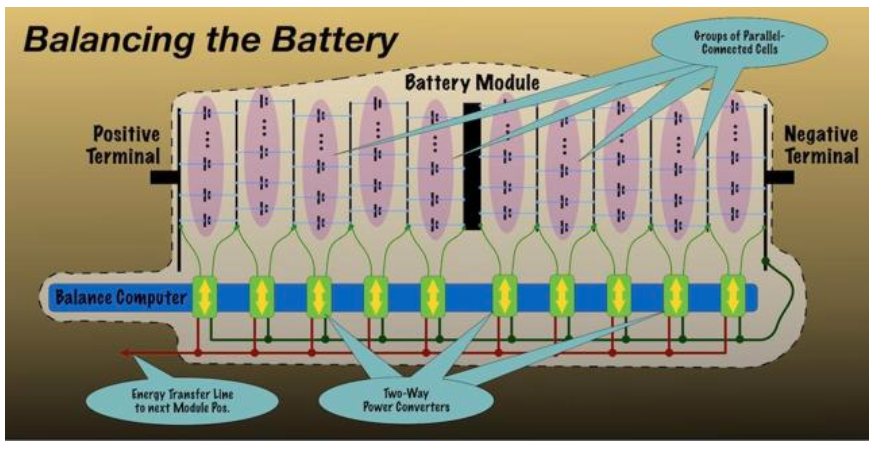 Balancing the Battery
Groups of Parallel-
Connected Cells
Battery Module
Positive
Terminal
Negative
Terminal
Balance Computer
Energy Transfer Line
to next Module Pos.
Two-Way
Power Converters